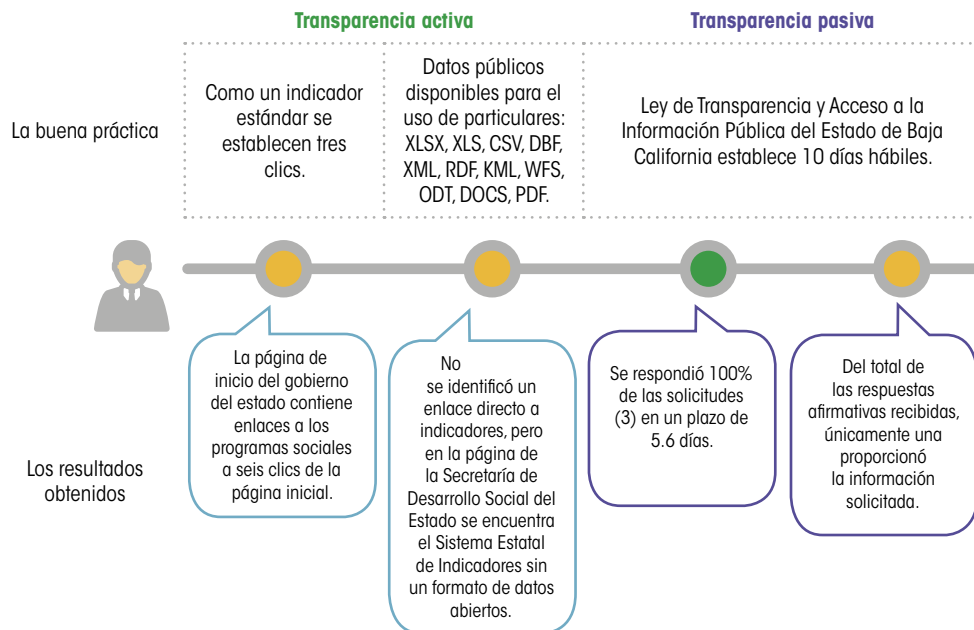 Transparencia activa
Transparencia pasiva
La buena práctica
Como un indicador
estándar se
establecen tres
clics.
Datos públicos
disponibles para el
uso de particulares:
XLSX, XLS, CSV, DBF,
XML, RDF, KML, WFS,
ODT, DOCS, PDF.
Ley de Transparencia y Acceso a la
Información Pública del Estado de Baja
California establece 10 días hábiles.
Los resultados
obtenidos
La página de
inicio del gobierno
del estado contiene
enlaces a los
programas sociales
a seis clics de la
página inicial.
No
se identificó un
enlace directo a
indicadores, pero
en la página de
la Secretaría de
Desarrollo Social del
Estado se encuentra
el Sistema Estatal
de Indicadores sin
un formato de datos
abiertos.
Se respondió 100%
de las solicitudes
(3) en un plazo de
5.6 días.
Del total de
las respuestas
afirmativas recibidas,
únicamente una
proporcionó
la información
solicitada.